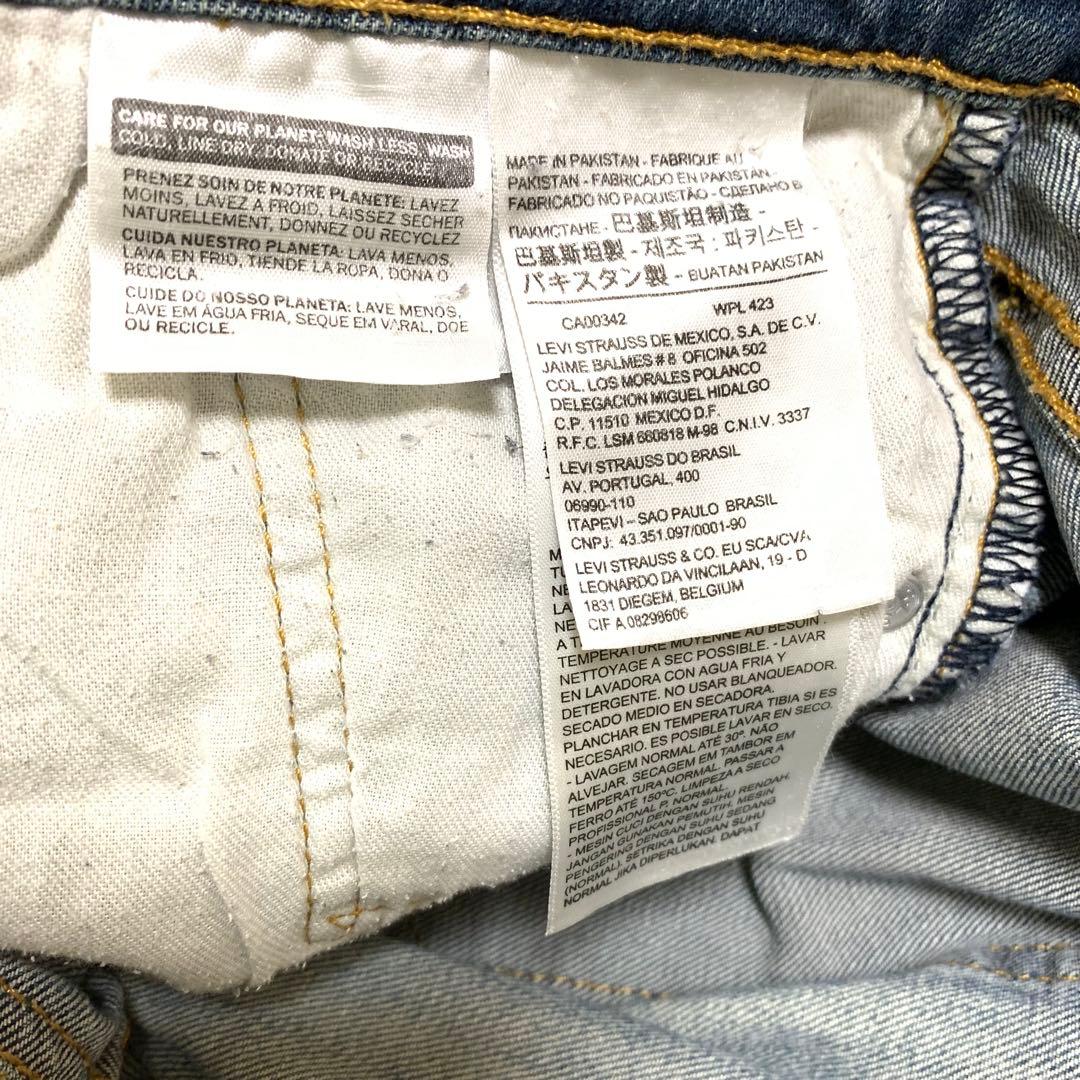 CARE FOR OUR PLANET: WASH LESS, WASH
COLD, LINE DRY, DONATE OR RECYCLE
PRENEZ SOIN DE NOTRE PLANETE: LAVEZ
MOINS, LAVEZ A FROID, LAISSEZ SECHER
NATURELLEMENT, DONNEZ OU RECYCLEZ
CUIDA NUESTRO PLANETA: LAVA MENOS,
LAVA EN FRIO, TIENDE LA ROPA, DONA O
RECICLA.
CUIDE DO NOSSO PLANETA: LAVE MENOS,
LAVE EM ÁGUA FRIA, SEQUE EM VARAL, DOE
OU RECICLE.
MADE IN PAKISTAN - FABRIQUE AU
PAKISTAN - FABRICADO EN PAKISTAN -
FABRICADO NO PAQUISTÃO - СДЕЛАНО В
ПАКИСТАНЕ - 巴基斯坦制造 -
巴基斯坦製 - 제조국 : 파키스탄 -
パキスタン製 - BUATAN PAKISTAN
CA00342 WPL 423
LEVI STRAUSS DE MEXICO, S.A. DE C.V.
JAIME BALMES # 8 OFICINA 502
COL. LOS MORALES POLANCO
DELEGACION MIGUEL HIDALGO
C.P. 11510 MEXICO D.F.
R.F.C. LSM 660818 M-98 C.N.I.V. 3337
LEVI STRAUSS DO BRASIL
AV. PORTUGAL, 400
06990-110
ITAPEVI – SAO PAULO BRASIL
CNPJ: 43.351.097/0001-90
LEVI STRAUSS & CO. EU SCA/CVA
LEONARDO DA VINCILAAN, 19 - D
1831 DIEGEM, BELGIUM
CIF A 08298606
TEMPERATURE MOYENNE AU BESOIN.
NETTOYAGE A SEC POSSIBLE. - LAVAR
EN LAVADORA CON AGUA FRIA Y
DETERGENTE. NO USAR BLANQUEADOR.
SECADO MEDIO EN SECADORA.
PLANCHAR EN TEMPERATURA TIBIA SI ES
NECESARIO. ES POSIBLE LAVAR EN SECO.
- LAVAGEM NORMAL ATÉ 30º. NÃO
ALVEJAR. SECAGEM EM TAMBOR EM
TEMPERATURA NORMAL. PASSAR A
FERRO ATÉ 150ºC. LIMPEZA A SECO
PROFISSIONAL P, NORMAL.
- MESIN CUCI DENGAN SUHU RENDAH.
JANGAN GUNAKAN PEMUTIH. MESIN
PENGERING DENGAN SUHU SEDANG
(NORMAL). SETRIKA DENGAN SUHU
NORMAL JIKA DIPERLUKAN. DAPAT